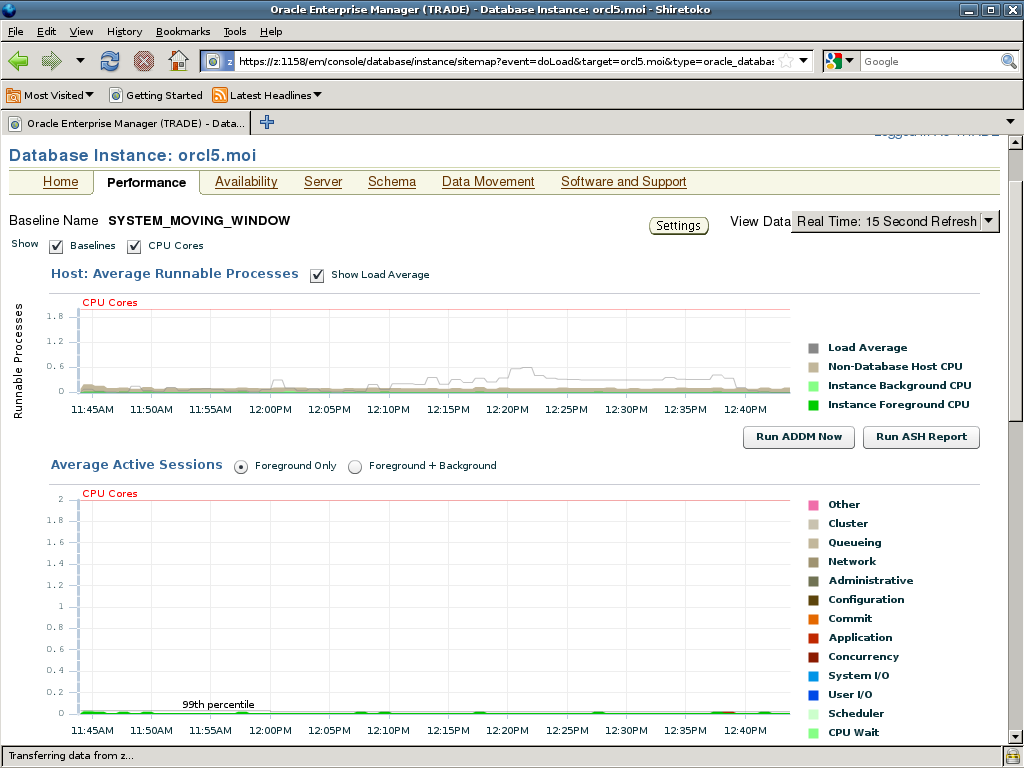 Oracle Enterprise Manager (TRADE) - Database Instance: orcl5.moi - Shiretoko
File Edit View History Bookmarks Tools Help
z https://z:1158/em/console/database/instance/sitemap?event=doLoad&target=orcl5.moi&type=oracle_databas Google
Most Visited Getting Started Latest Headlines
Oracle Enterprise Manager (TRADE) - Data...
Database Instance: orcl5.moi
Home Performance Availability Server Schema Data Movement Software and Support
Baseline Name SYSTEM_MOVING_WINDOW Settings View Data Real Time: 15 Second Refresh
Show Baselines CPU Cores
Host: Average Runnable Processes Show Load Average
Runnable Processes
CPU Cores
1.8
1.2
0.6
0
11:45AM 11:50AM 11:55AM 12:00PM 12:05PM 12:10PM 12:15PM 12:20PM 12:25PM 12:30PM 12:35PM 12:40PM
Load Average
Non-Database Host CPU
Instance Background CPU
Instance Foreground CPU
Run ADDM Now Run ASH Report
Average Active Sessions Foreground Only Foreground + Background
CPU Cores
2
1.8
1.6
1.4
1.2
1
0.8
0.6
0.4
0.2
0
99th percentile
11:45AM 11:50AM 11:55AM 12:00PM 12:05PM 12:10PM 12:15PM 12:20PM 12:25PM 12:30PM 12:35PM 12:40PM
Other
Cluster
Queueing
Network
Administrative
Configuration
Commit
Application
Concurrency
System I/O
User I/O
Scheduler
CPU Wait
Transferring data from z...